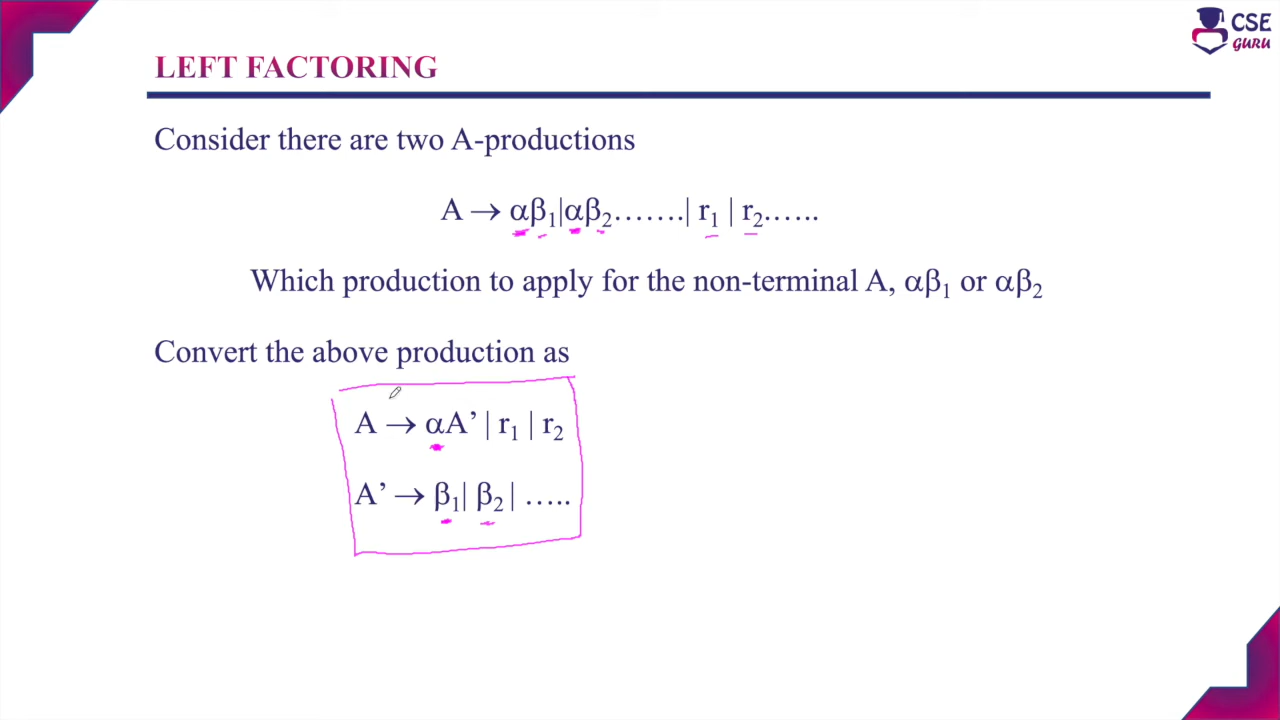 CSE
GURU
LEFT FACTORING
Consider there are two A-productions
A → αβ₁|αβ₂…….| r₁ | r₂.…..
Which production to apply for the non-terminal A, αβ₁ or αβ₂
Convert the above production as
A → αA’ | r₁ | r₂
A’ → β₁| β₂ | …..